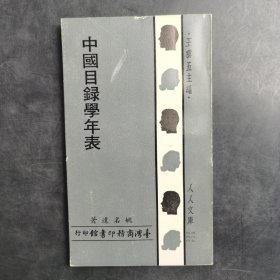 中國目錄學年表
·王雲五主編·
人人文庫
姚名達著
臺灣商務印書館印行